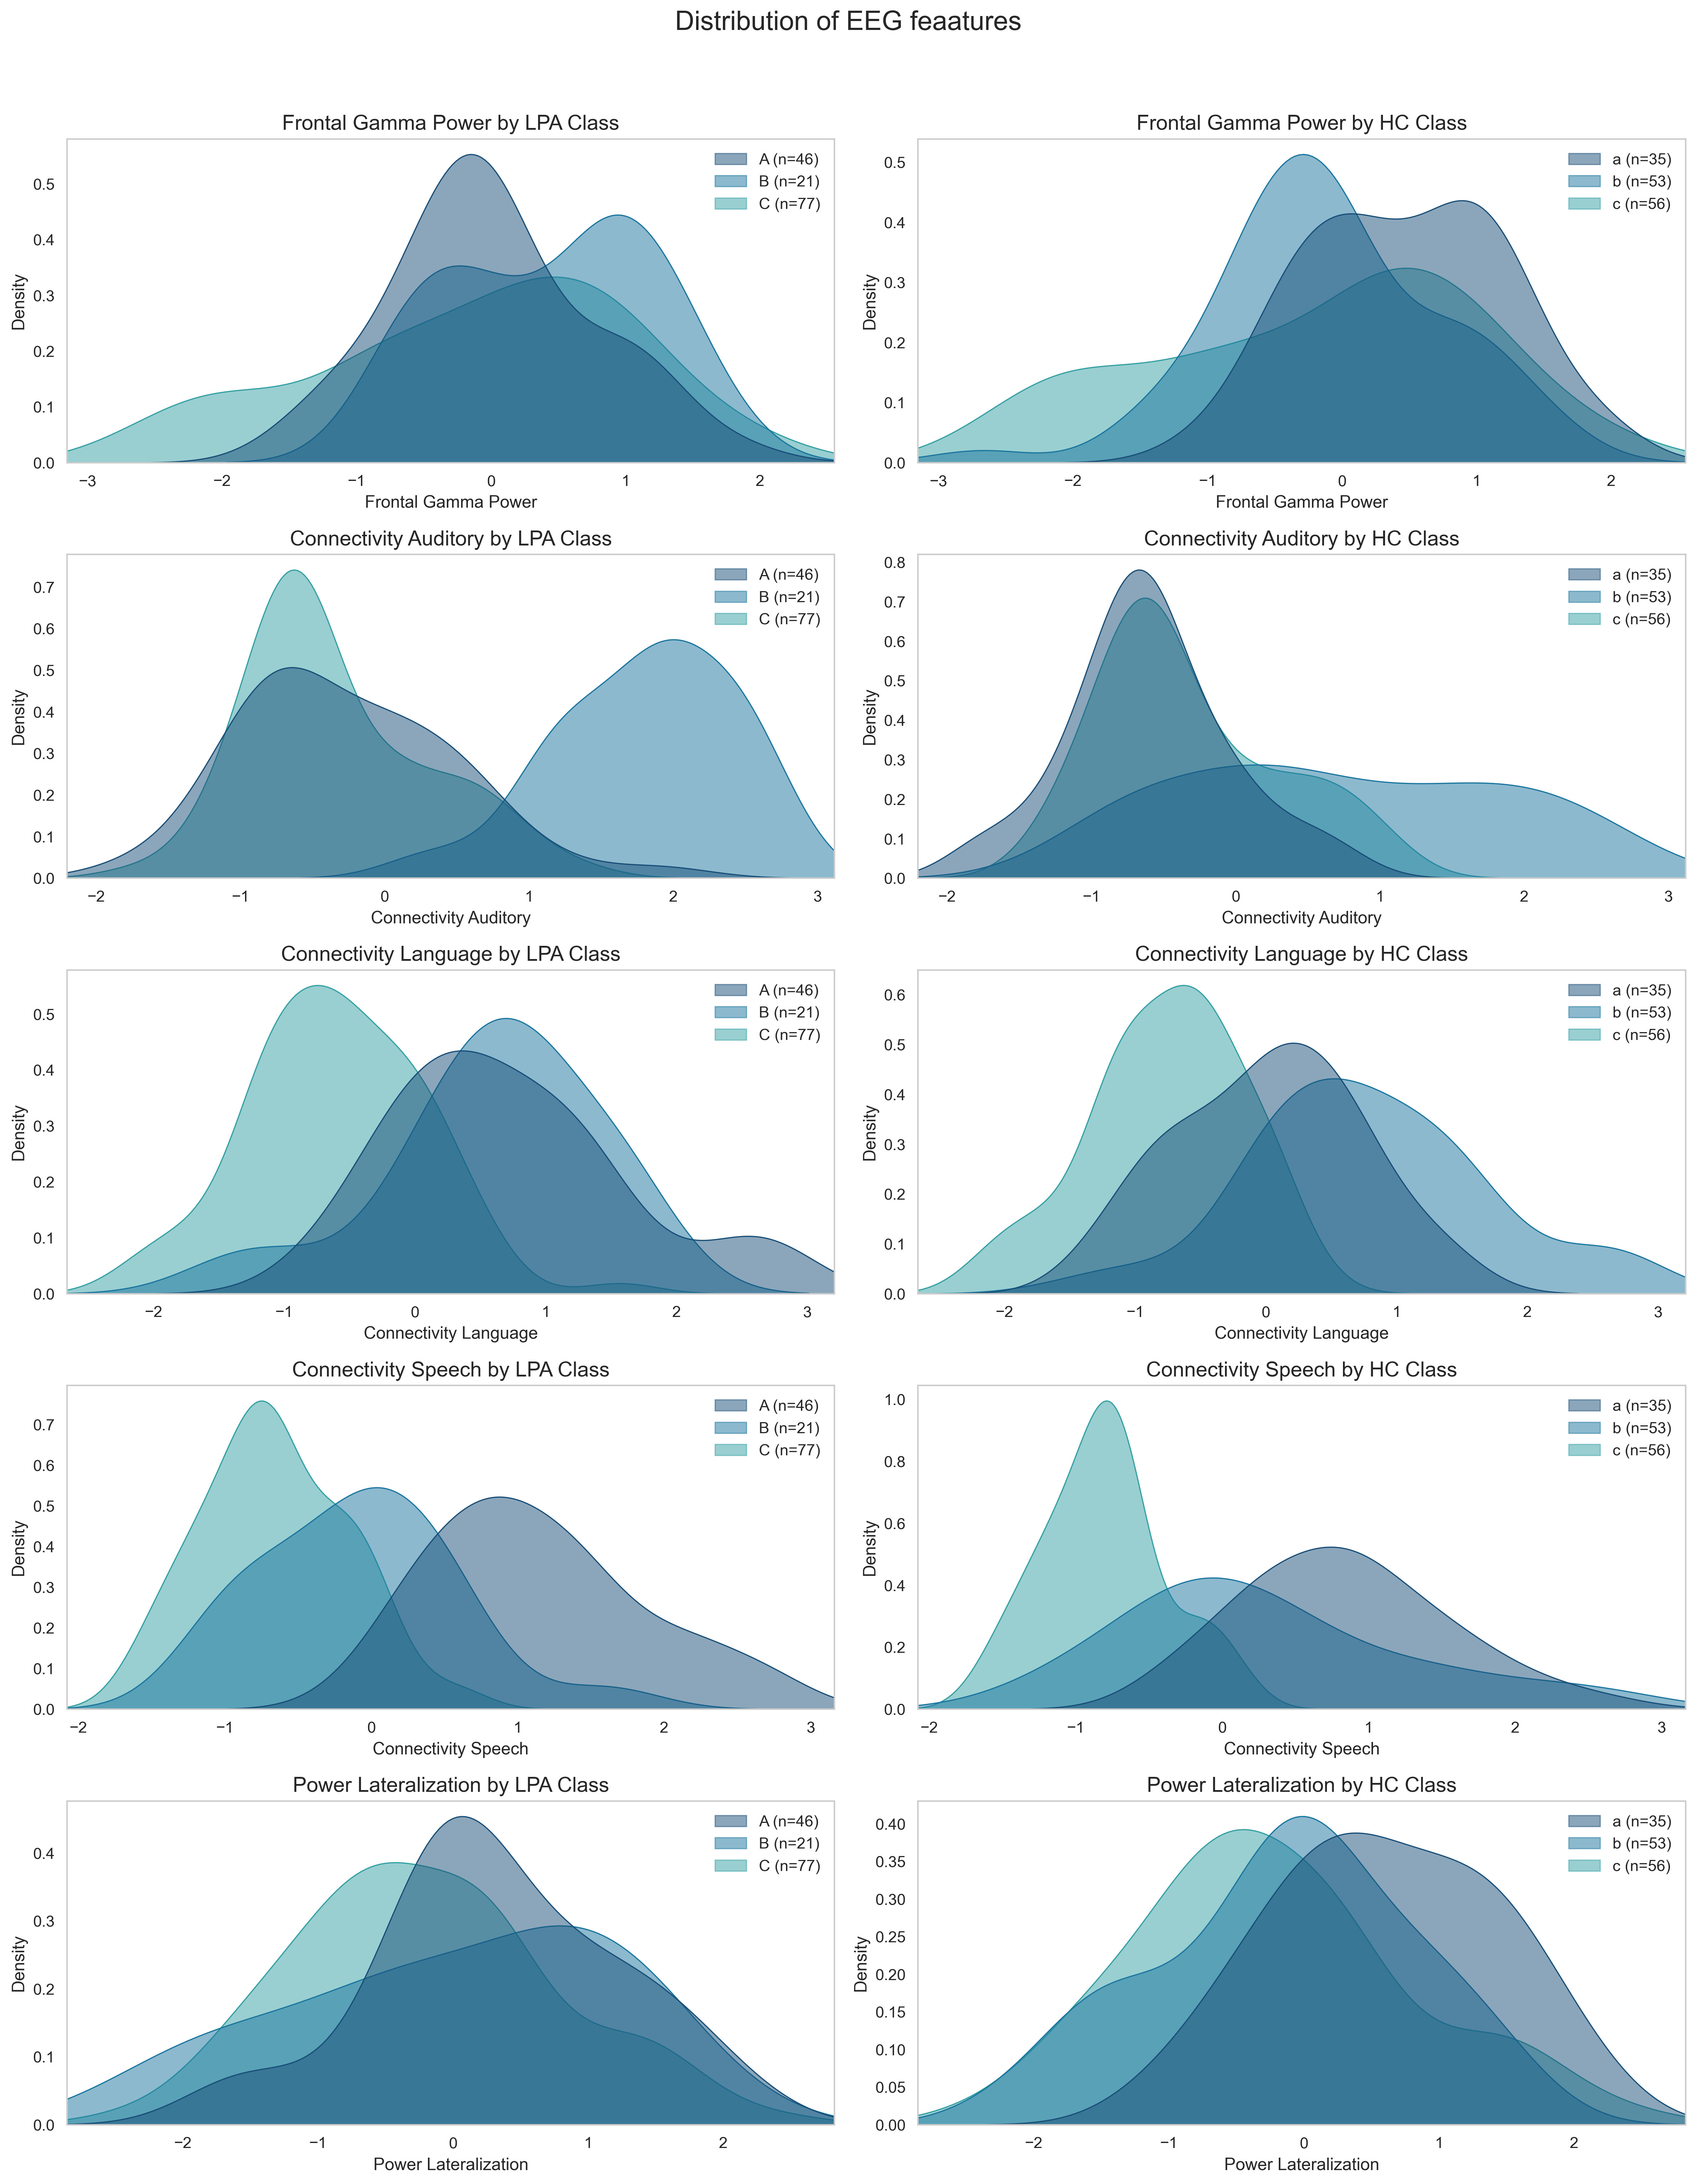 Distribution of EEG feaatures
Frontal Gamma Power by LPA Class
Density
0.5
0.4
0.3
0.2
0.1
0.0
A (n=46)
B (n=21)
C (n=77)
−3 −2 −1 0 1 2
Frontal Gamma Power
Frontal Gamma Power by HC Class
Density
0.5
0.4
0.3
0.2
0.1
0.0
a (n=35)
b (n=53)
c (n=56)
−3 −2 −1 0 1 2
Frontal Gamma Power
Connectivity Auditory by LPA Class
Density
0.7
0.6
0.5
0.4
0.3
0.2
0.1
0.0
A (n=46)
B (n=21)
C (n=77)
−2 −1 0 1 2 3
Connectivity Auditory
Connectivity Auditory by HC Class
Density
0.8
0.7
0.6
0.5
0.4
0.3
0.2
0.1
0.0
a (n=35)
b (n=53)
c (n=56)
−2 −1 0 1 2 3
Connectivity Auditory
Connectivity Language by LPA Class
Density
0.5
0.4
0.3
0.2
0.1
0.0
A (n=46)
B (n=21)
C (n=77)
−2 −1 0 1 2 3
Connectivity Language
Connectivity Language by HC Class
Density
0.6
0.5
0.4
0.3
0.2
0.1
0.0
a (n=35)
b (n=53)
c (n=56)
−2 −1 0 1 2 3
Connectivity Language
Connectivity Speech by LPA Class
Density
0.7
0.6
0.5
0.4
0.3
0.2
0.1
0.0
A (n=46)
B (n=21)
C (n=77)
−2 −1 0 1 2 3
Connectivity Speech
Connectivity Speech by HC Class
Density
1.0
0.8
0.6
0.4
0.2
0.0
a (n=35)
b (n=53)
c (n=56)
−2 −1 0 1 2 3
Connectivity Speech
Power Lateralization by LPA Class
Density
0.4
0.3
0.2
0.1
0.0
A (n=46)
B (n=21)
C (n=77)
−2 −1 0 1 2
Power Lateralization
Power Lateralization by HC Class
Density
0.40
0.35
0.30
0.25
0.20
0.15
0.10
0.05
0.00
a (n=35)
b (n=53)
c (n=56)
−2 −1 0 1 2
Power Lateralization